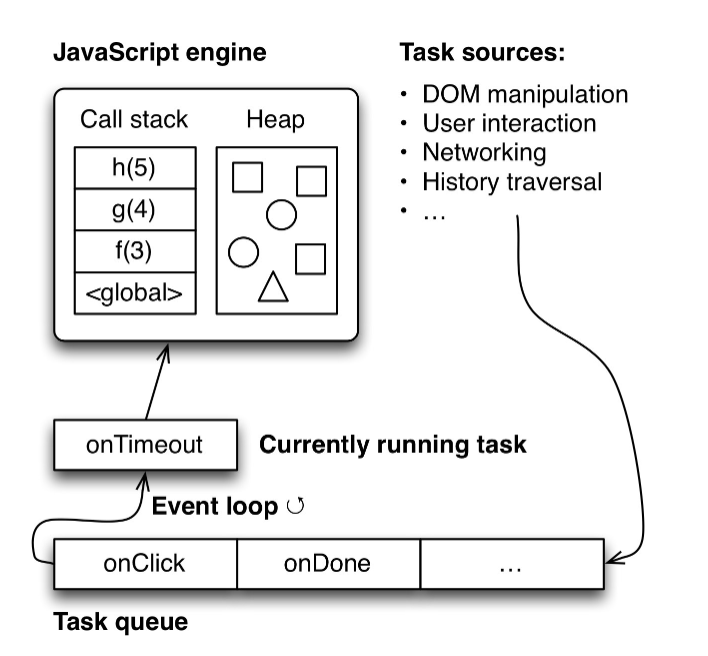 JavaScript engine
Call stack
Heap
h(5)
g(4)
f(3)
<global>
Task sources:
• DOM manipulation
• User interaction
• Networking
• History traversal
• …
onTimeout
Currently running task
Event loop
onClick
onDone
…
Task queue